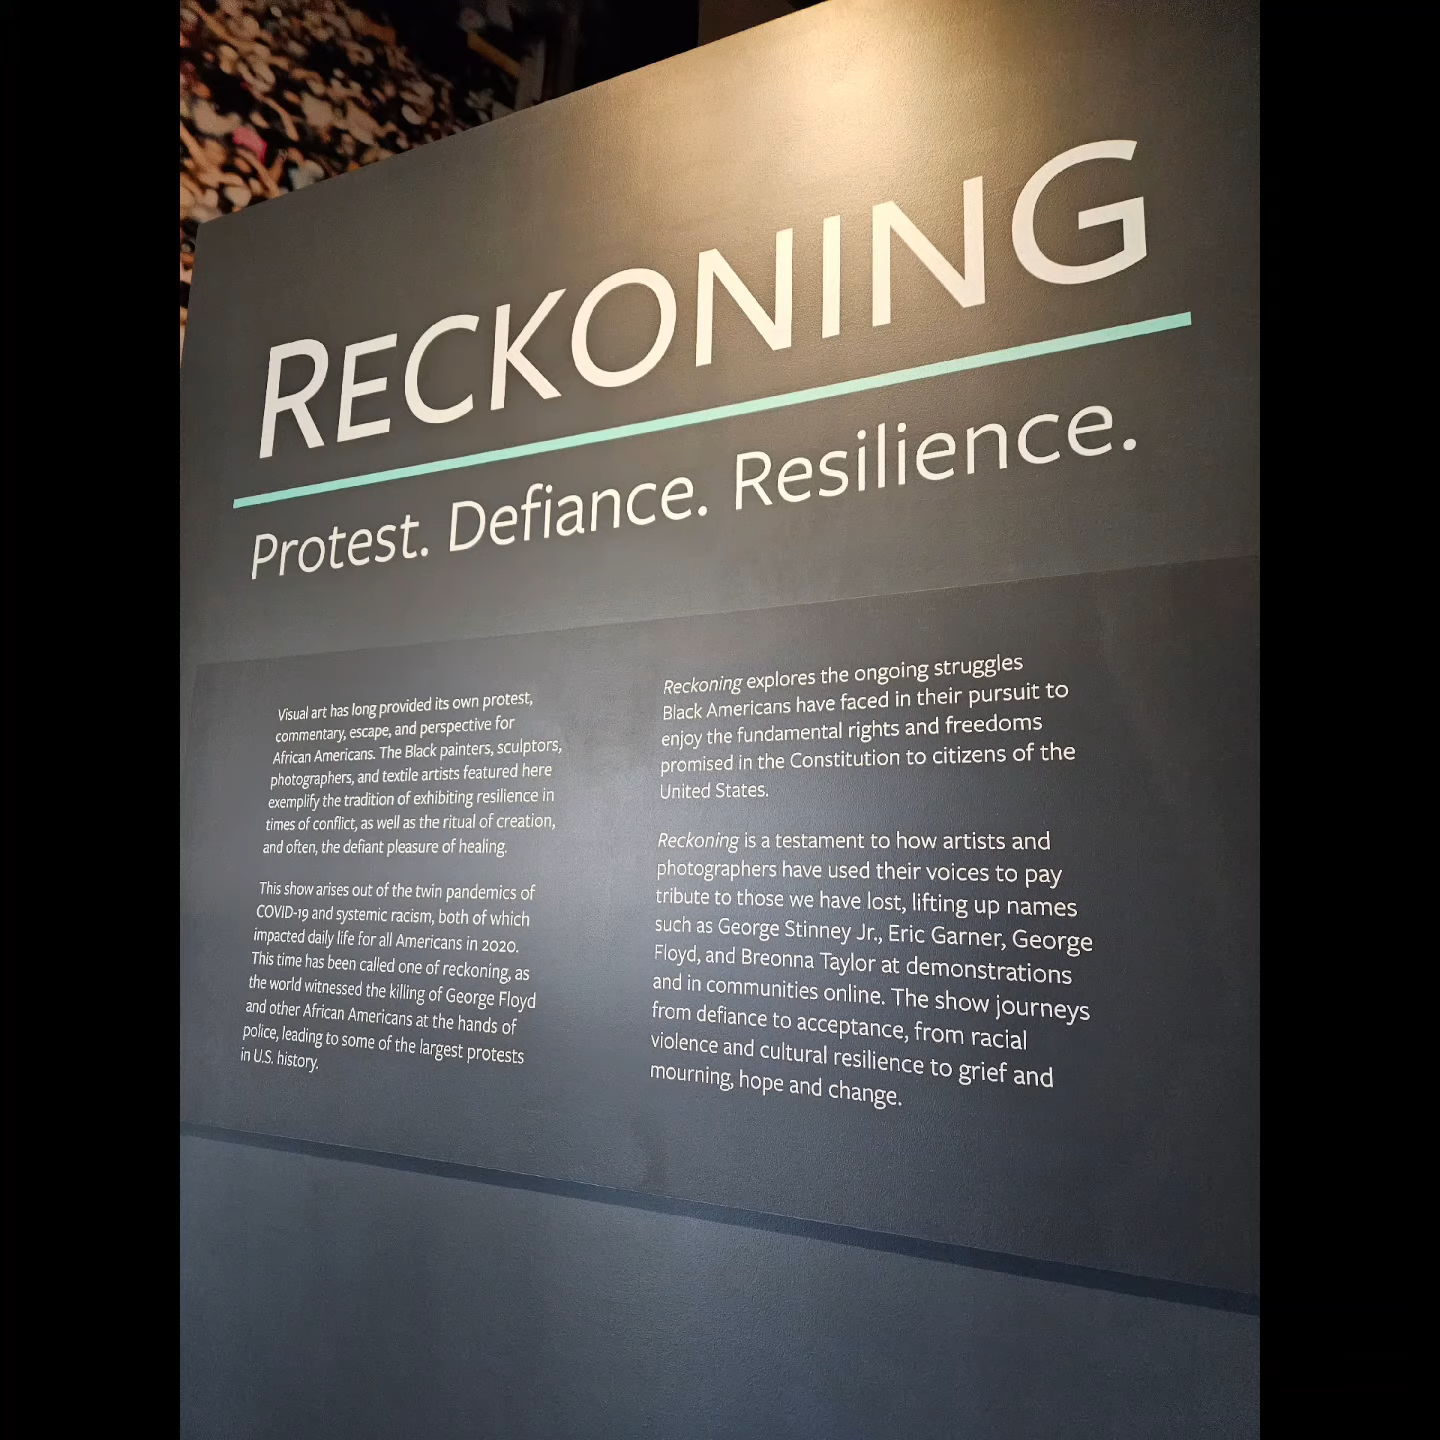 RECKONING
Protest. Defiance. Resilience.
Visual art has long provided its own protest,
commentary, escape, and perspective for
African Americans. The Black painters, sculptors,
photographers, and textile artists featured here
exemplify the tradition of exhibiting resilience in
times of conflict, as well as the ritual of creation,
and often, the defiant pleasure of healing.
This show arises out of the twin pandemics of
COVID-19 and systemic racism, both of which
impacted daily life for all Americans in 2020.
This time has been called one of reckoning, as
the world witnessed the killing of George Floyd
and other African Americans at the hands of
police, leading to some of the largest protests
in U.S. history.
Reckoning explores the ongoing struggles
Black Americans have faced in their pursuit to
enjoy the fundamental rights and freedoms
promised in the Constitution to citizens of the
United States.
Reckoning is a testament to how artists and
photographers have used their voices to pay
tribute to those we have lost, lifting up names
such as George Stinney Jr., Eric Garner, George
Floyd, and Breonna Taylor at demonstrations
and in communities online. The show journeys
from defiance to acceptance, from racial
violence and cultural resilience to grief and
mourning, hope and change.